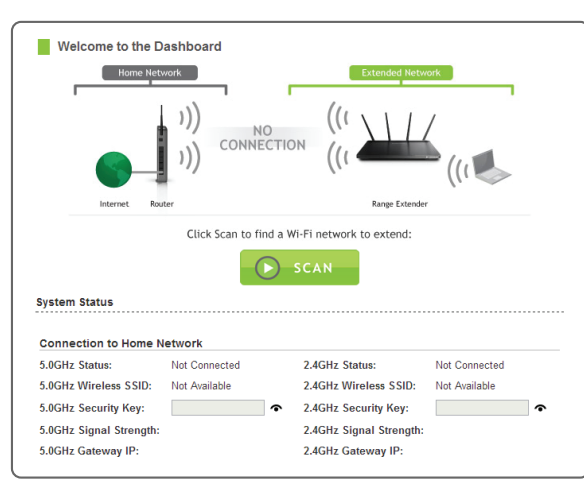 Welcome to the Dashboard
Home Network
Extended Network
NO
CONNECTION
Internet
Router
Range Extender
Click Scan to find a Wi-Fi network to extend:
SCAN
System Status
Connection to Home Network
5.0GHz Status: Not Connected 2.4GHz Status: Not Connected
5.0GHz Wireless SSID: Not Available 2.4GHz Wireless SSID: Not Available
5.0GHz Security Key: 2.4GHz Security Key:
5.0GHz Signal Strength: 2.4GHz Signal Strength:
5.0GHz Gateway IP: 2.4GHz Gateway IP: